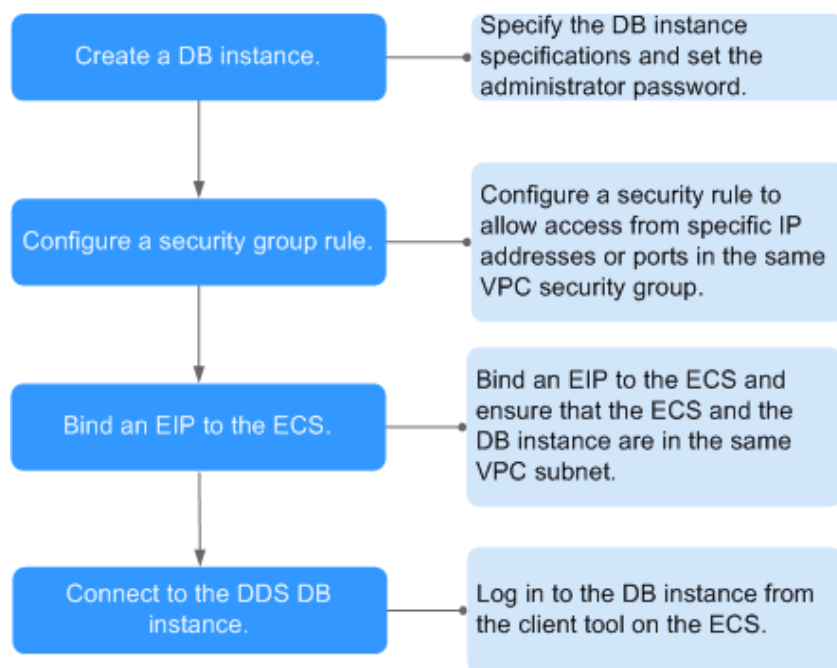 Create a DB instance.
Specify the DB instance
specifications and set the
administrator password.
Configure a security group rule.
Configure a security rule to
allow access from specific IP
addresses or ports in the same
VPC security group.
Bind an EIP to the ECS.
Bind an EIP to the ECS and
ensure that the ECS and the
DB instance are in the same
VPC subnet.
Connect to the DDS DB
instance.
Log in to the DB instance from
the client tool on the ECS.